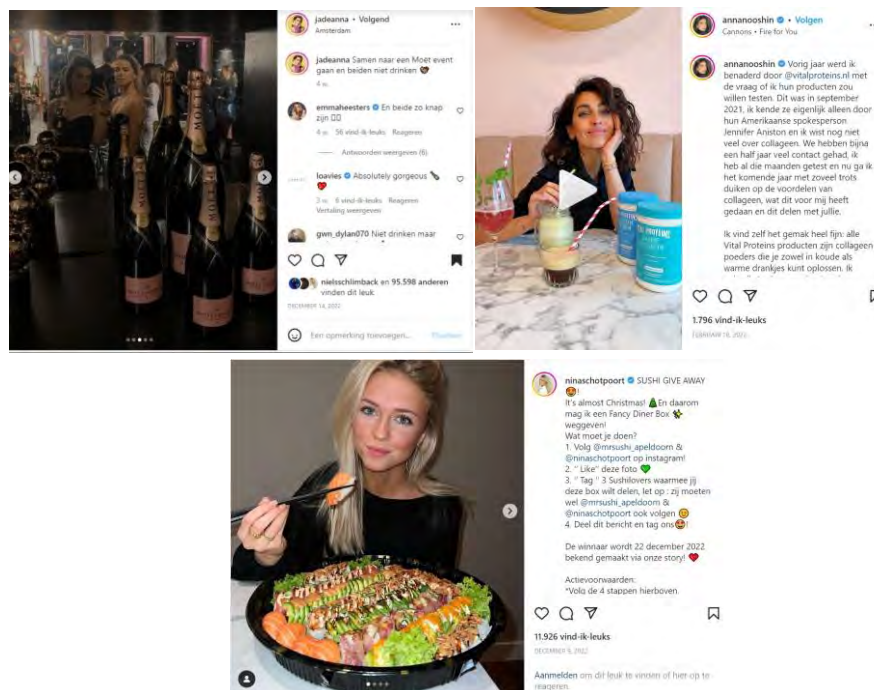 jadeanna • Volgend
Amsterdam
jadeanna Samen naar een Moët event
gaan en beiden niet drinken
4 w.
emmaheesters En beide zo knap
zijn
4 w. 56 vind-ik-leuks Reageren
Antwoorden weergeven (6)
loavies Absolutely gorgeous
3 w. 8 vind-ik-leuks Reageren
Vertaling weergeven
gwn_dylan070 Niet drinken maar
nielsschlimback en 95.598 anderen
vinden dit leuk
DECEMBER 14, 2022
Een opmerking toevoegen...
Plaatsen
MOËT
annanooshin • Volgen
Cannons • Fire for You
annanooshin Vorig jaar werd ik
benaderd door @vitalproteins.nl met
de vraag of ik hun producten zou
willen testen. Dit was in september
2021, ik kende ze eigenlijk alleen door
hun Amerikaanse spokesperson
Jennifer Aniston en ik wist nog niet
veel over collageen. We hebben bijna
een half jaar veel contact gehad, ik
heb al die maanden getest en nu ga ik
het komende jaar met zoveel trots
duiken op de voordelen van
collageen, wat dit voor mij heeft
gedaan en dit delen met jullie.
Ik vind zelf het gemak heel fijn: alle
Vital Proteins producten zijn collageen
poeders die je zowel in koude als
warme drankjes kunt oplossen. Ik
1.796 vind-ik-leuks
FEBRUARI 18, 2022
VITAL PROTEINS
ninaschotpoort SUSHI GIVE AWAY
!
It's almost Christmas! En daarom
mag ik een Fancy Diner Box
weggeven!
Wat moet je doen?
1. Volg @mrsushi_apeldoorn &
@ninaschotpoort op instagram!
2. " Like" deze foto
3. " Tag " 3 Sushilovers waarmee jij
deze box wilt delen, let op : zij moeten
wel @mrsushi_apeldoorn &
@ninaschotpoort ook volgen
4. Deel dit bericht en tag ons !
De winnaar wordt 22 december 2022
bekend gemaakt via onze story!
Actievoorwaarden:
*Volg de 4 stappen hierboven.
11.926 vind-ik-leuks
DECEMBER 9, 2022
Aanmelden om dit leuk te vinden of hier op te
reageren.